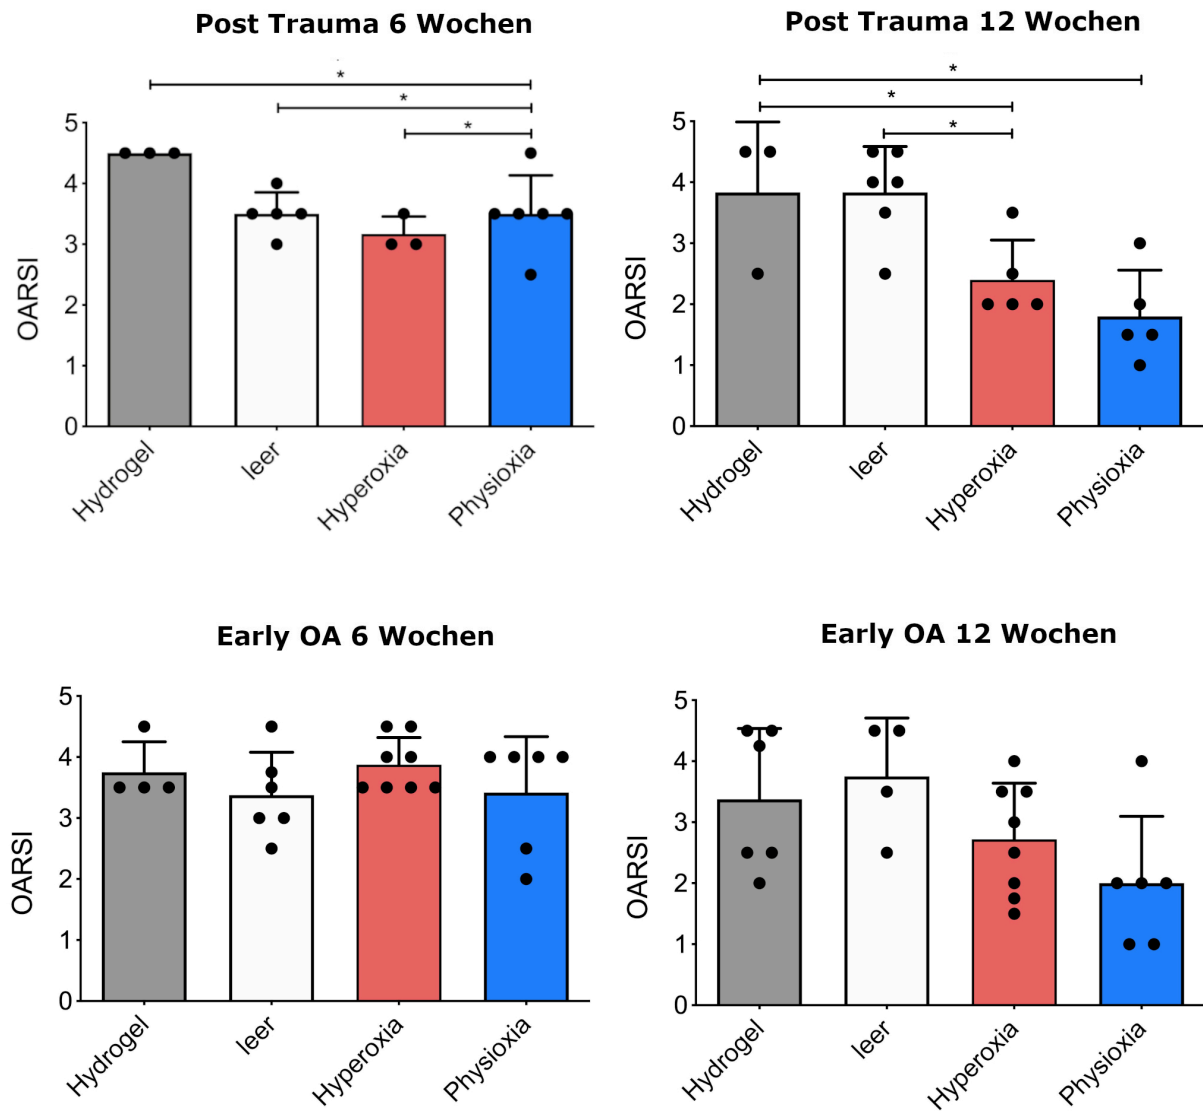 Post Trauma 6 Wochen
*
*
*
5
4
3
2
1
0
OARSI
Hydrogel
leer
Hyperoxia
Physioxia
Post Trauma 12 Wochen
*
*
*
5
4
3
2
1
0
OARSI
Hydrogel
leer
Hyperoxia
Physioxia
Early OA 6 Wochen
5
4
3
2
1
0
OARSI
Hydrogel
leer
Hyperoxia
Physioxia
Early OA 12 Wochen
5
4
3
2
1
0
OARSI
Hydrogel
leer
Hyperoxia
Physioxia